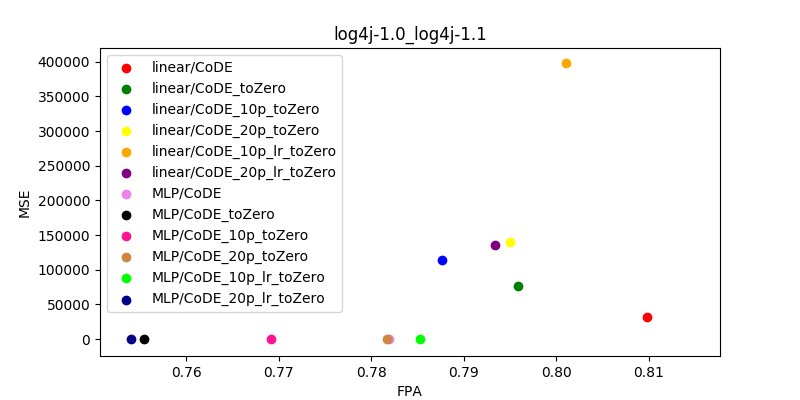 log4j-1.0_log4j-1.1
400000
350000
300000
250000
200000
150000
100000
50000
0
MSE
linear/CoDE
linear/CoDE_toZero
linear/CoDE_10p_toZero
linear/CoDE_20p_toZero
linear/CoDE_10p_lr_toZero
linear/CoDE_20p_lr_toZero
MLP/CoDE
MLP/CoDE_toZero
MLP/CoDE_10p_toZero
MLP/CoDE_20p_toZero
MLP/CoDE_10p_lr_toZero
MLP/CoDE_20p_lr_toZero
0.76 0.77 0.78 0.79 0.80 0.81
FPA